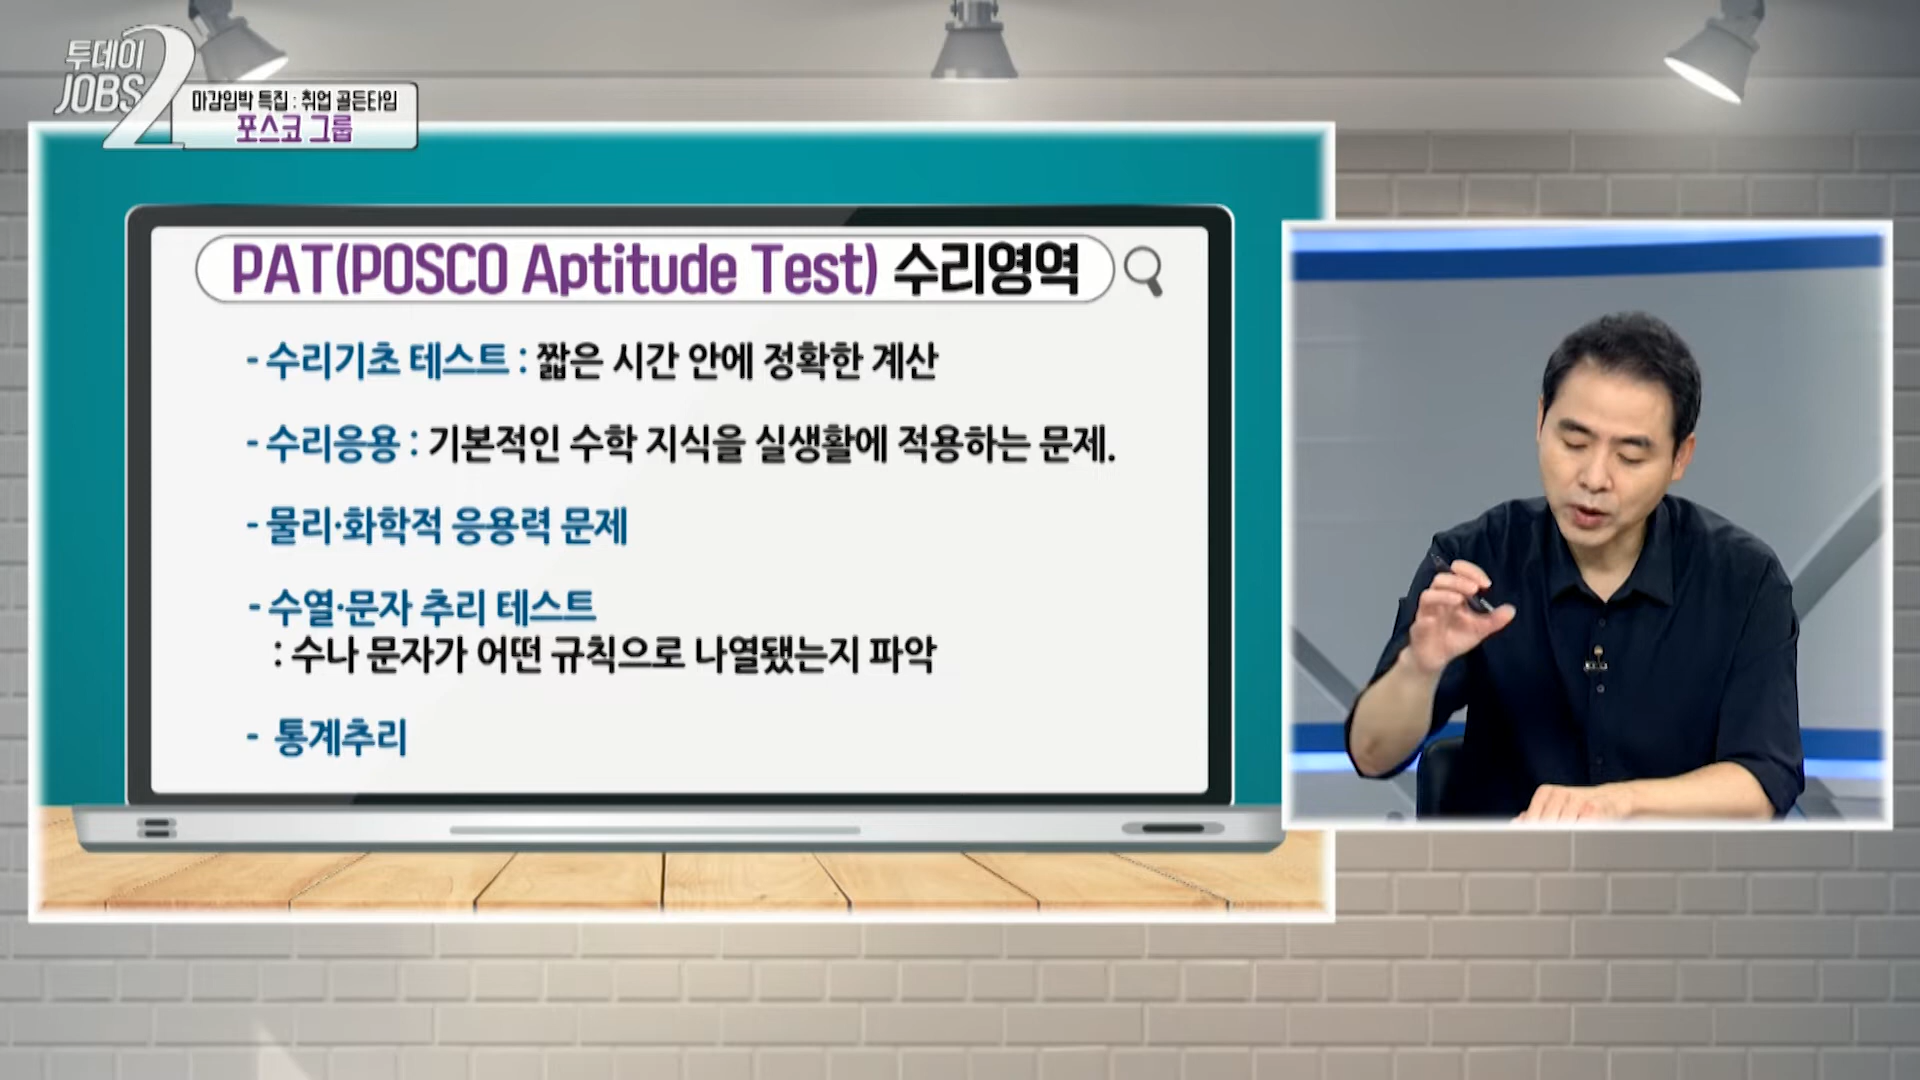 투데이
JOBS 2
마감임박 특집 : 취업 골든타임
포스코 그룹
PAT(POSCO Aptitude Test) 수리영역
- 수리기초 테스트 : 짧은 시간 안에 정확한 계산
- 수리응용 : 기본적인 수학 지식을 실생활에 적용하는 문제.
- 물리·화학적 응용력 문제
- 수열·문자 추리 테스트
: 수나 문자가 어떤 규칙으로 나열됐는지 파악
- 통계추리